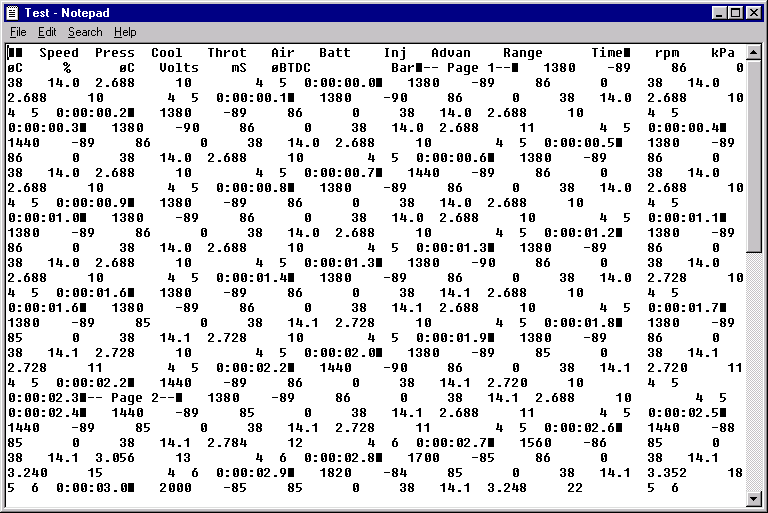 Test - Notepad
File Edit Search Help
■■ Speed Press Cool Throt Air Batt Inj Advan Range Time■ rpm kPa
øC % øC Volts mS øBTDC Bar■-- Page 1--■ 1380 -89 86 0
38 14.0 2.688 10 4 5 0:00:00.0■ 1380 -89 86 0 38 14.0
2.688 10 4 5 0:00:00.1■ 1380 -90 86 0 38 14.0 2.688 10
4 5 0:00:00.2■ 1380 -89 86 0 38 14.0 2.688 10 4 5
0:00:00.3■ 1380 -90 86 0 38 14.0 2.688 11 4 5 0:00:00.4■
1440 -89 86 0 38 14.0 2.688 10 4 5 0:00:00.5■ 1380 -89
86 0 38 14.0 2.688 10 4 5 0:00:00.6■ 1380 -89 86 0
38 14.0 2.688 10 4 5 0:00:00.7■ 1440 -89 86 0 38 14.0
2.688 10 4 5 0:00:00.8■ 1380 -89 86 0 38 14.0 2.688 10
4 5 0:00:00.9■ 1380 -89 86 0 38 14.0 2.688 10 4 5
0:00:01.0■ 1380 -89 86 0 38 14.0 2.688 10 4 5 0:00:01.1■
1380 -89 86 0 38 14.0 2.688 10 4 5 0:00:01.2■ 1380 -89
86 0 38 14.0 2.688 10 4 5 0:00:01.3■ 1380 -89 86 0
38 14.0 2.688 10 4 5 0:00:01.3■ 1380 -90 86 0 38 14.0
2.688 10 4 5 0:00:01.4■ 1380 -89 86 0 38 14.0 2.728 10
4 5 0:00:01.6■ 1380 -89 86 0 38 14.1 2.688 10 4 5
0:00:01.6■ 1380 -89 86 0 38 14.1 2.688 10 4 5 0:00:01.7■
1380 -89 85 0 38 14.1 2.728 10 4 5 0:00:01.8■ 1380 -89
85 0 38 14.1 2.728 10 4 5 0:00:01.9■ 1380 -89 86 0
38 14.1 2.728 10 4 5 0:00:02.0■ 1380 -89 85 0 38 14.1
2.728 11 4 5 0:00:02.2■ 1440 -90 86 0 38 14.1 2.720 11
4 5 0:00:02.2■ 1440 -89 86 0 38 14.1 2.720 10 4 5
0:00:02.3■-- Page 2--■ 1380 -89 86 0 38 14.1 2.688 10 4 5
0:00:02.4■ 1440 -89 85 0 38 14.1 2.688 11 4 5 0:00:02.5■
1440 -89 85 0 38 14.1 2.728 11 4 5 0:00:02.6■ 1440 -88
85 0 38 14.1 2.784 12 4 6 0:00:02.7■ 1560 -86 85 0
38 14.1 3.056 13 4 6 0:00:02.8■ 1700 -85 86 0 38 14.1
3.240 15 4 6 0:00:02.9■ 1820 -84 85 0 38 14.1 3.352 18
5 6 0:00:03.0■ 2000 -85 85 0 38 14.1 3.248 22 5 6